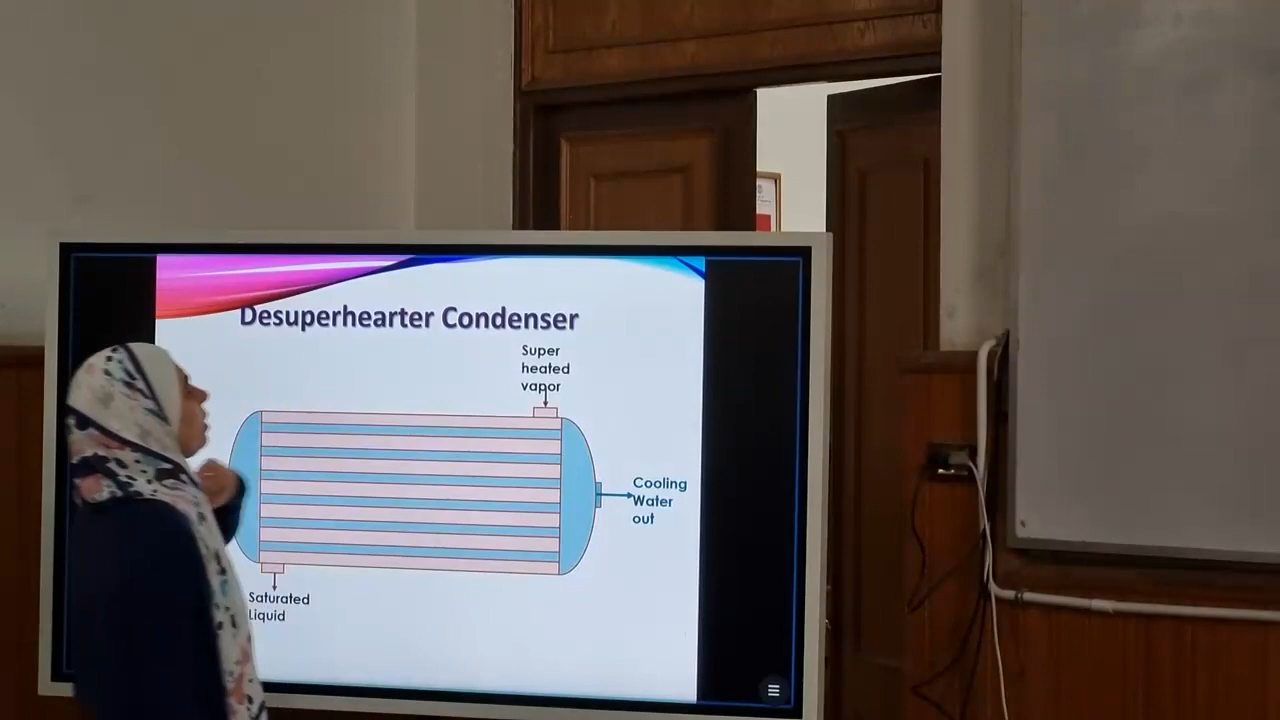 Desuperhearter Condenser
Super
heated
vapor
Cooling
Water
out
Saturated
Liquid